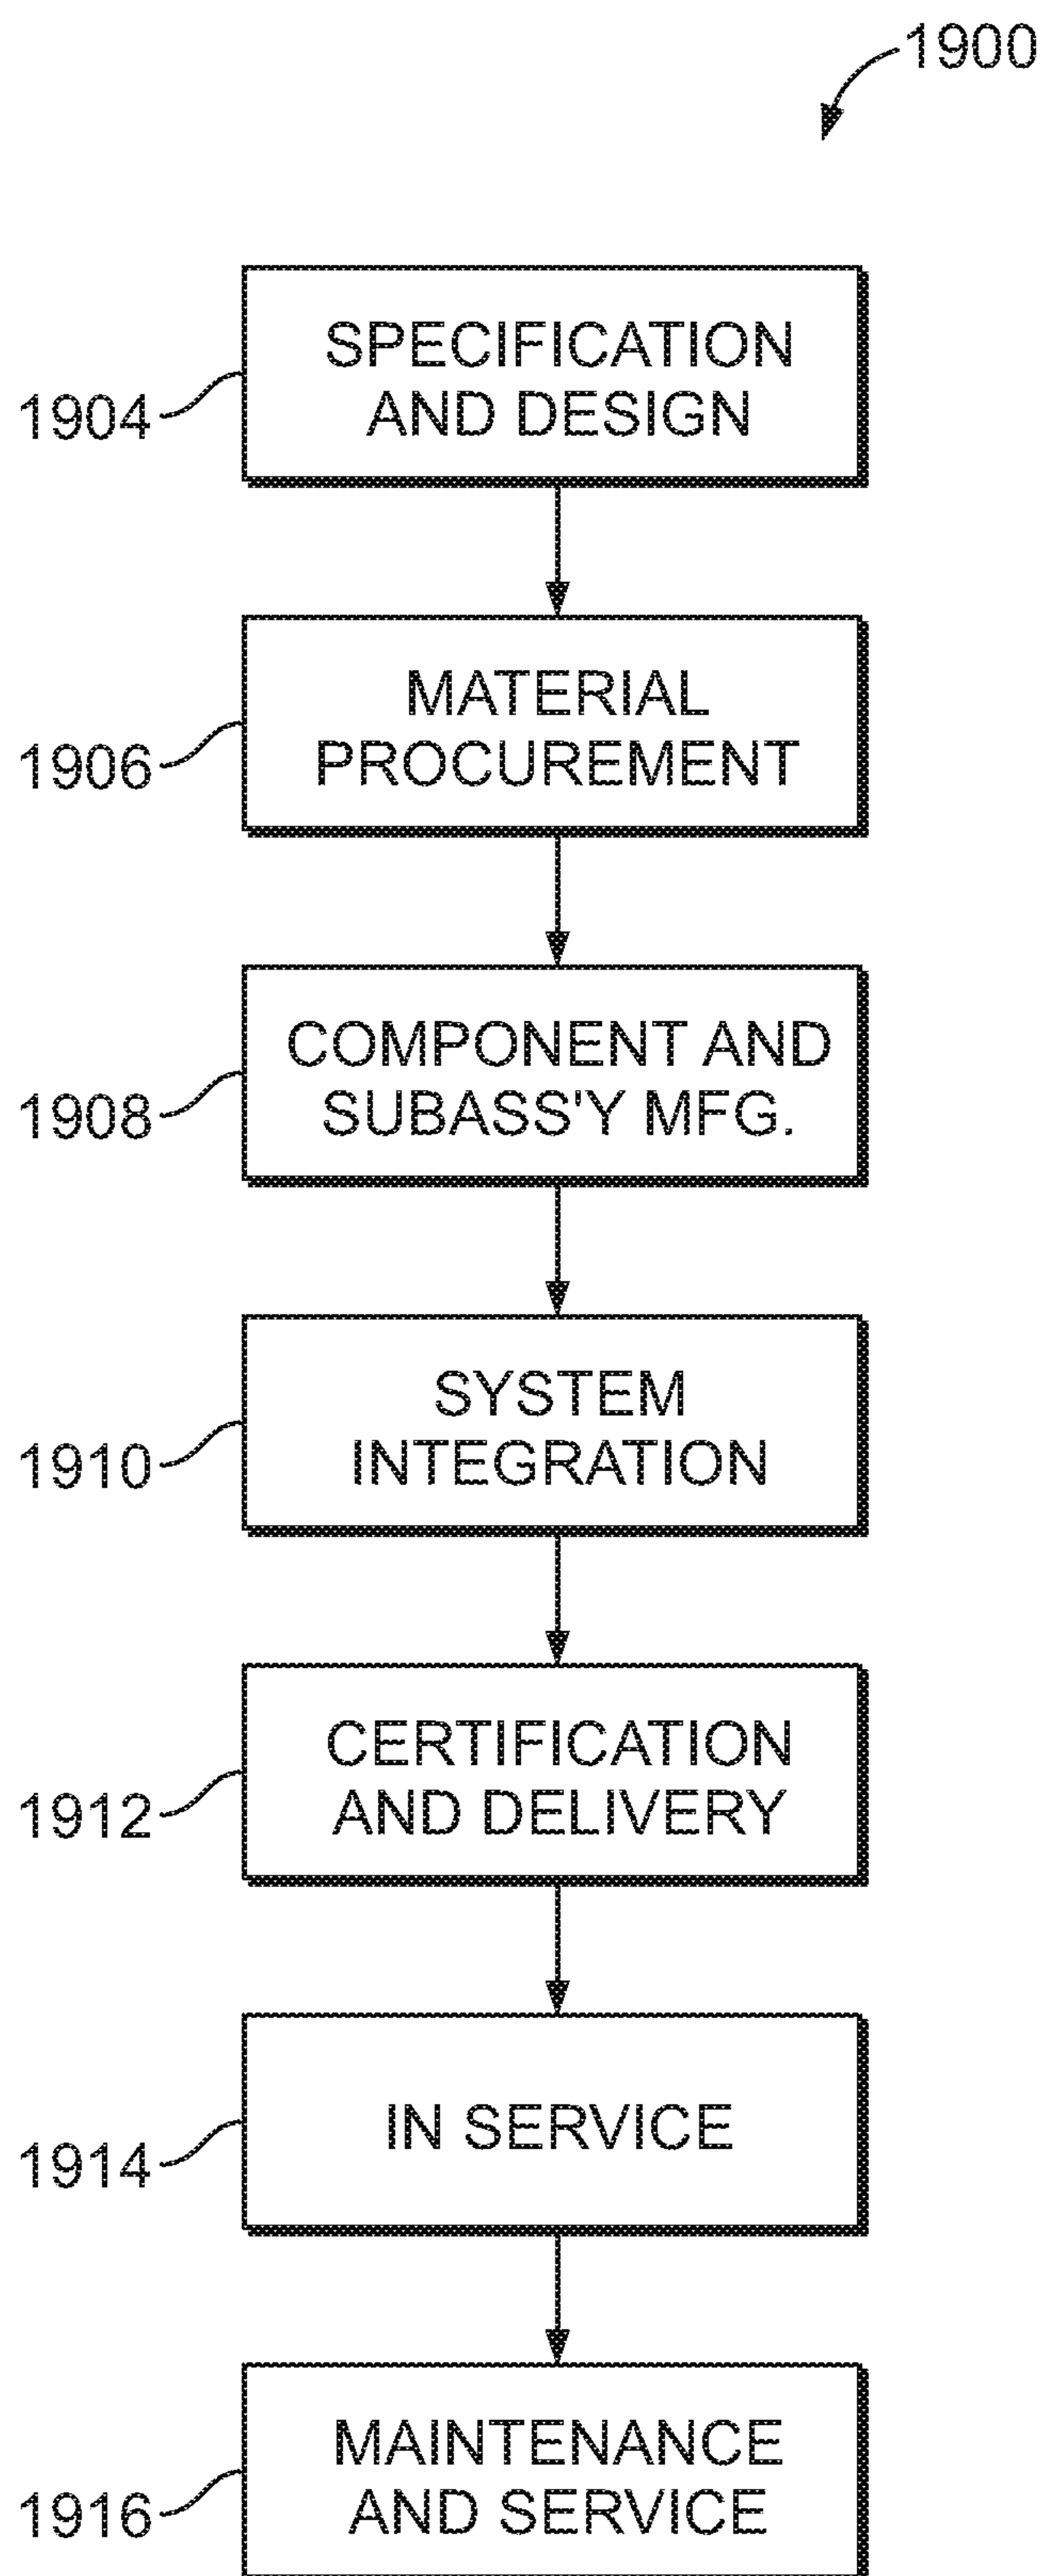 1900
SPECIFICATION
AND DESIGN
1904
MATERIAL
PROCUREMENT
1906
COMPONENT AND
SUBASS'Y MFG.
1908
SYSTEM
INTEGRATION
1910
CERTIFICATION
AND DELIVERY
1912
IN SERVICE
1914
MAINTENANCE
AND SERVICE
1916